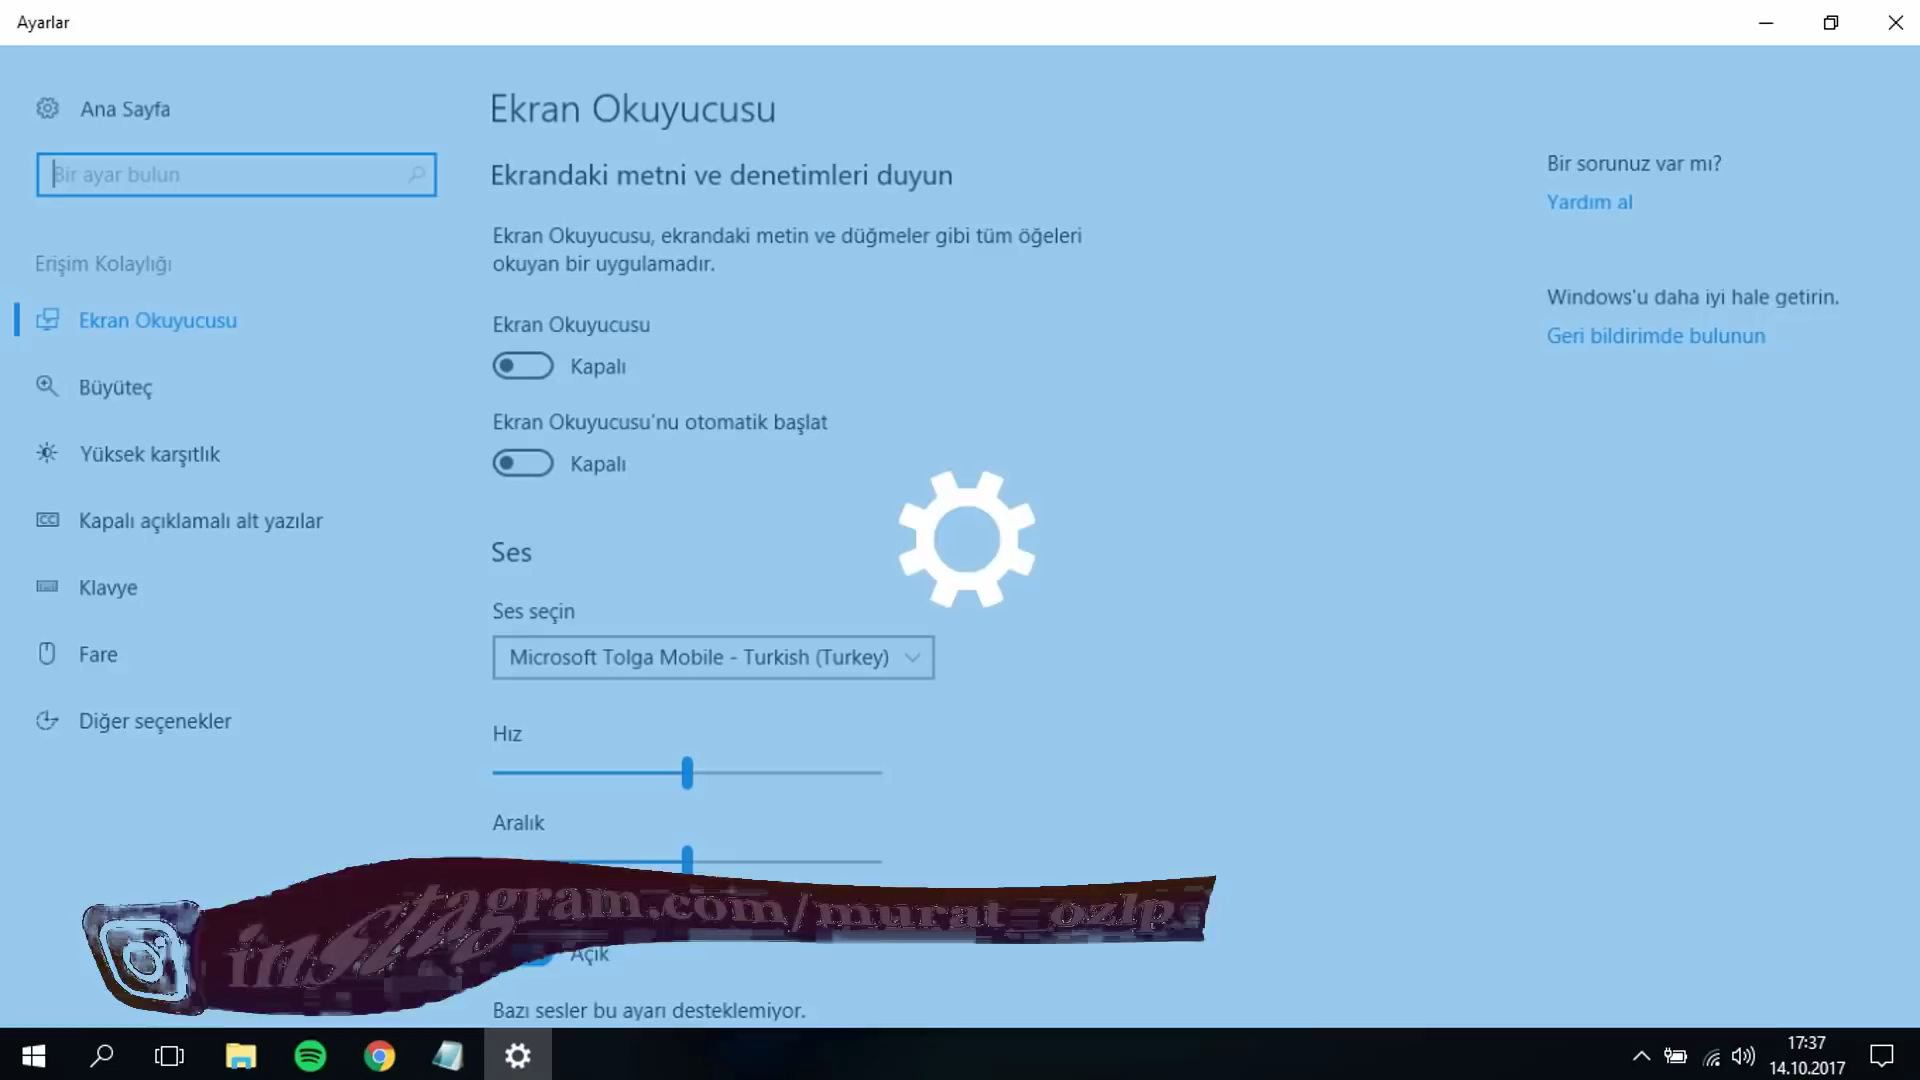 Ayarlar
Ana Sayfa
Bir ayar bulun
Erişim Kolaylığı
Ekran Okuyucusu
Büyüteç
Yüksek karşıtlık
Kapalı açıklamalı alt yazılar
Klavye
Fare
Diğer seçenekler
Ekran Okuyucusu
Ekrandaki metni ve denetimleri duyun
Ekran Okuyucusu, ekrandaki metin ve düğmeler gibi tüm öğeleri
okuyan bir uygulamadır.
Ekran Okuyucusu
Kapalı
Ekran Okuyucusu'nu otomatik başlat
Kapalı
Ses
Ses seçin
Microsoft Tolga Mobile - Turkish (Turkey)
Hız
Aralık
instagram.com/murat_ozlp
Açık
Bazı sesler bu ayarı desteklemiyor.
Bir sorunuz var mı?
Yardım al
Windows'u daha iyi hale getirin.
Geri bildirimde bulunun
17:37
14.10.2017